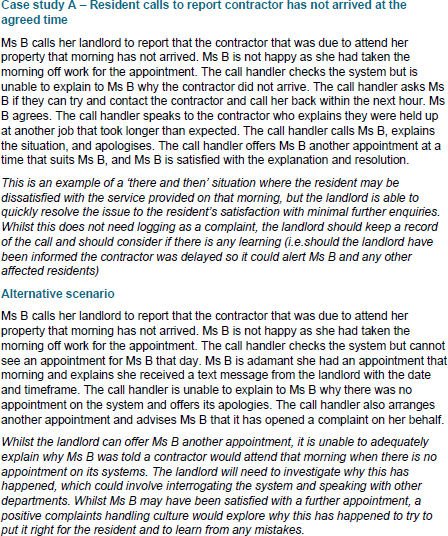 Case study A – Resident calls to report contractor has not arrived at the
agreed time
Ms B calls her landlord to report that the contractor that was due to attend her
property that morning has not arrived. Ms B is not happy as she had taken the
morning off work for the appointment. The call handler checks the system but is
unable to explain to Ms B why the contractor did not arrive. The call handler asks Ms
B if they can try and contact the contractor and call her back within the next hour. Ms
B agrees. The call handler speaks to the contractor who explains they were held up
at another job that took longer than expected. The call handler calls Ms B, explains
the situation, and apologises. The call handler offers Ms B another appointment at a
time that suits Ms B, and Ms B is satisfied with the explanation and resolution.
This is an example of a ‘there and then’ situation where the resident may be
dissatisfied with the service provided on that morning, but the landlord is able to
quickly resolve the issue to the resident’s satisfaction with minimal further enquiries.
Whilst this does not need logging as a complaint, the landlord should keep a record
of the call and should consider if there is any learning (i.e.should the landlord have
been informed the contractor was delayed so it could alert Ms B and any other
affected residents)
Alternative scenario
Ms B calls her landlord to report that the contractor that was due to attend her
property that morning has not arrived. Ms B is not happy as she had taken the
morning off work for the appointment. The call handler checks the system but cannot
see an appointment for Ms B that day. Ms B is adamant she had an appointment that
morning and explains she received a text message from the landlord with the date
and timeframe. The call handler is unable to explain to Ms B why there was no
appointment on the system and offers its apologies. The call handler also arranges
another appointment and advises Ms B that it has opened a complaint on her behalf.
Whilst the landlord can offer Ms B another appointment, it is unable to adequately
explain why Ms B was told a contractor would attend that morning when there is no
appointment on its systems. The landlord will need to investigate why this has
happened, which could involve interrogating the system and speaking with other
departments. Whilst Ms B may have been satisfied with a further appointment, a
positive complaints handling culture would explore why this has happened to try to
put it right for the resident and to learn from any mistakes.